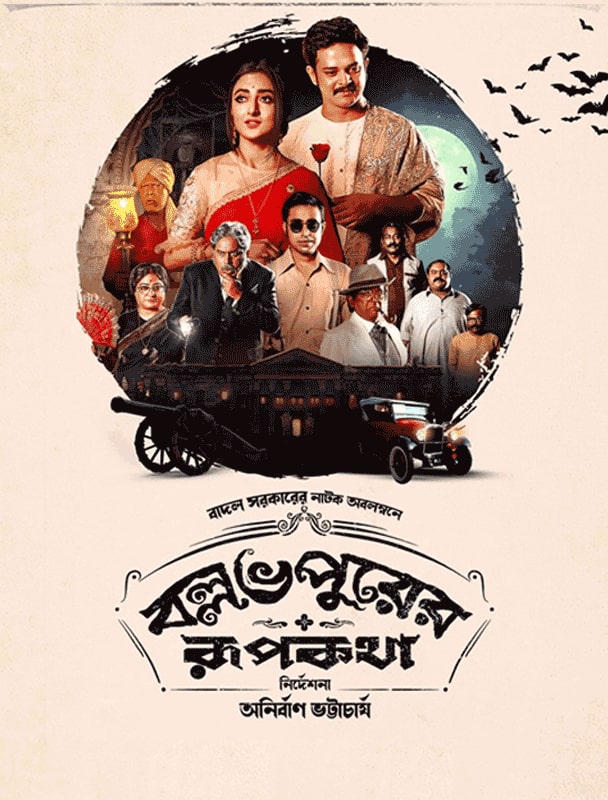 বাদল সরকারের নাটক অবলম্বনে
বল্লভপুরের
রূপকথা
নির্দেশনা
অনির্বাণ ভট্টাচার্য